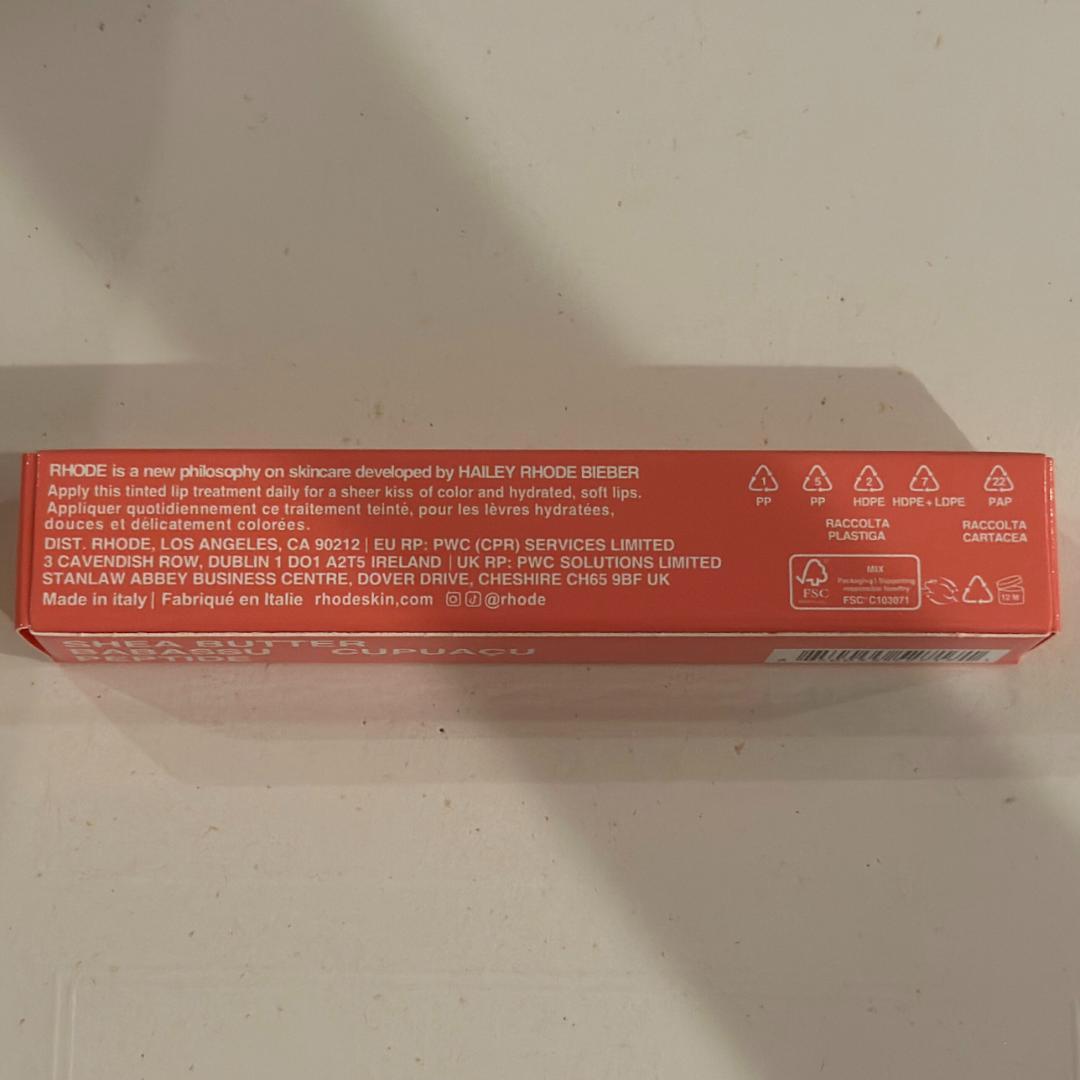 RHODE is a new philosophy on skincare developed by HAILEY RHODE BIEBER
Apply this tinted lip treatment daily for a sheer kiss of color and hydrated, soft lips.
Appliquer quotidiennement ce traitement teinté, pour les lèvres hydratées,
douces et délicatement colorées.
DIST. RHODE, LOS ANGELES, CA 90212 | EU RP: PWC (CPR) SERVICES LIMITED
3 CAVENDISH ROW, DUBLIN 1 DO1 A2T5 IRELAND | UK RP: PWC SOLUTIONS LIMITED
STANLAW ABBEY BUSINESS CENTRE, DOVER DRIVE, CHESHIRE CH65 9BF UK
Made in italy | Fabriqué en Italie rhodeskin,com @rhode
1 5 2 7 22
PP PP HDPE HDPE+LDPE PAP
RACCOLTA PLASTIGA
RACCOLTA CARTACEA
FSC
MIX
Packaging | Supporting
responsible forestry
FSC C103071
12 M
SHEA BUTTER
BABASSU CUPUAÇU
PEPTIDE